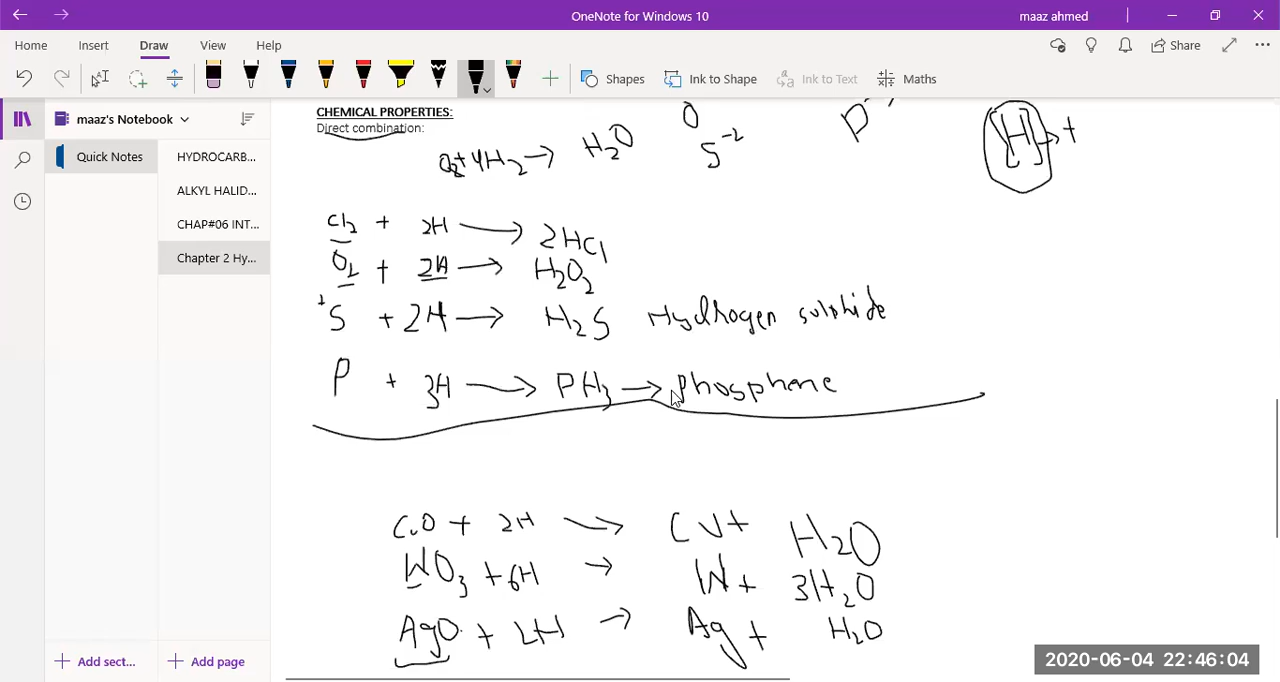 OneNote for Windows 10
maaz ahmed
Home Insert Draw View Help
Share
Shapes Ink to Shape Ink to Text Maths
maaz's Notebook
Quick Notes
HYDROCARB...
ALKYL HALID...
CHAP#06 INT...
Chapter 2 Hy...
Add sect... Add page
CHEMICAL PROPERTIES:
Direct combination:
O
P
[H] → +
4H2 → H2O
S-2
Cl2 + 2H → 2HCl
O2 + 2H → H2O2
S + 2H → H2S Hydrogen sulphide
P + 3H → PH3 → Phosphene
CuO + 2H → Cu + H2O
WO3 + 6H → W + 3H2O
AgO + 2H → Ag + H2O
2020-06-04 22:46:04